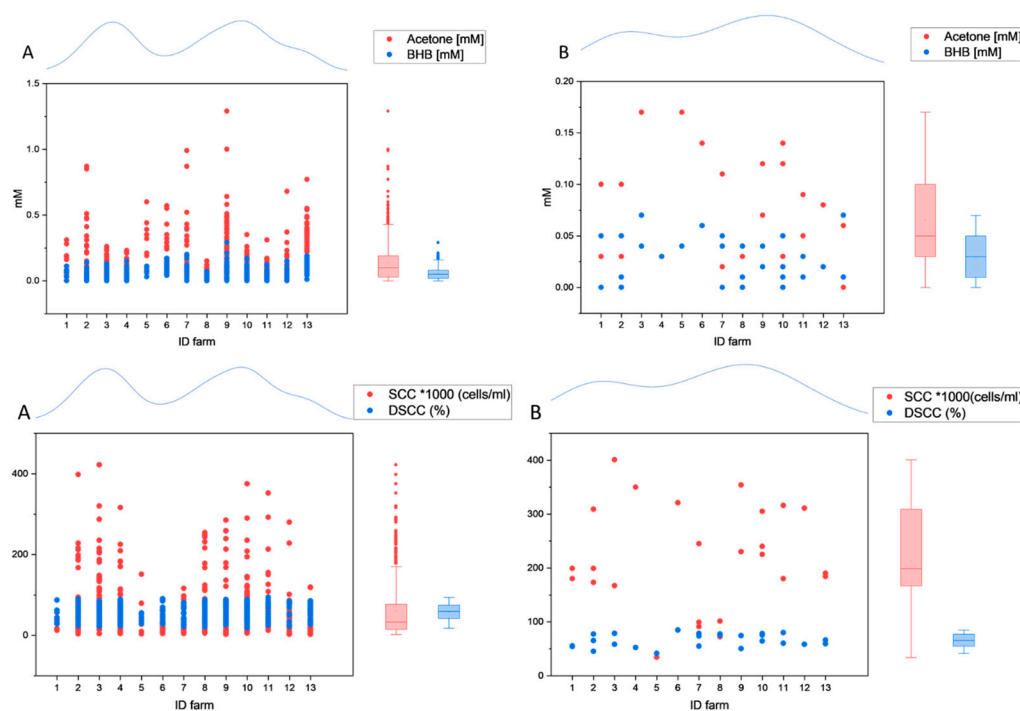 A
Acetone [mM]
BHB [mM]
1.5
1.0
0.5
0.0
mM
1 2 3 4 5 6 7 8 9 10 11 12 13
ID farm
B
Acetone [mM]
BHB [mM]
0.20
0.15
0.10
0.05
0.00
mM
1 2 3 4 5 6 7 8 9 10 11 12 13
ID farm
A
SCC *1000 (cells/ml)
DSCC (%)
400
200
0
1 2 3 4 5 6 7 8 9 10 11 12 13
ID farm
B
SCC *1000(cells/ml)
DSCC (%)
400
300
200
100
50
0
1 2 3 4 5 6 7 8 9 10 11 12 13
ID farm